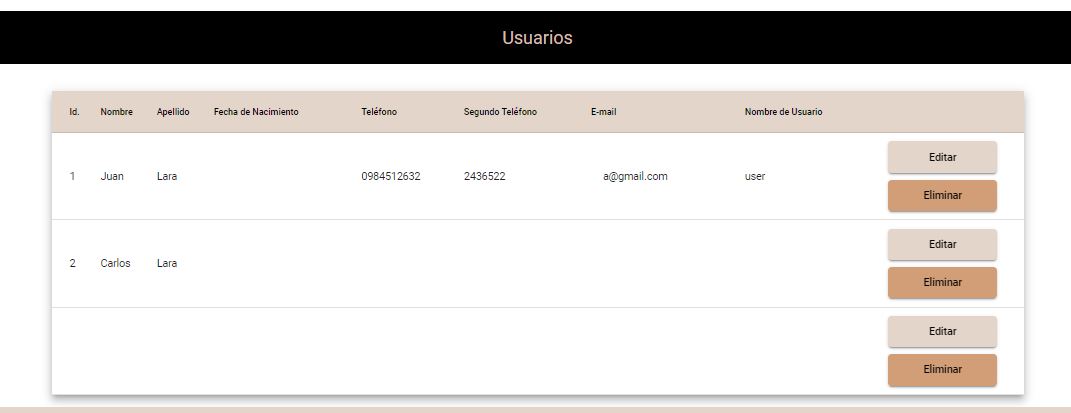 Usuarios
Id. Nombre Apellido Fecha de Nacimiento Teléfono Segundo Teléfono E-mail Nombre de Usuario
1 Juan Lara 0984512632 2436522 a@gmail.com user
Editar
Eliminar
2 Carlos Lara
Editar
Eliminar
Editar
Eliminar